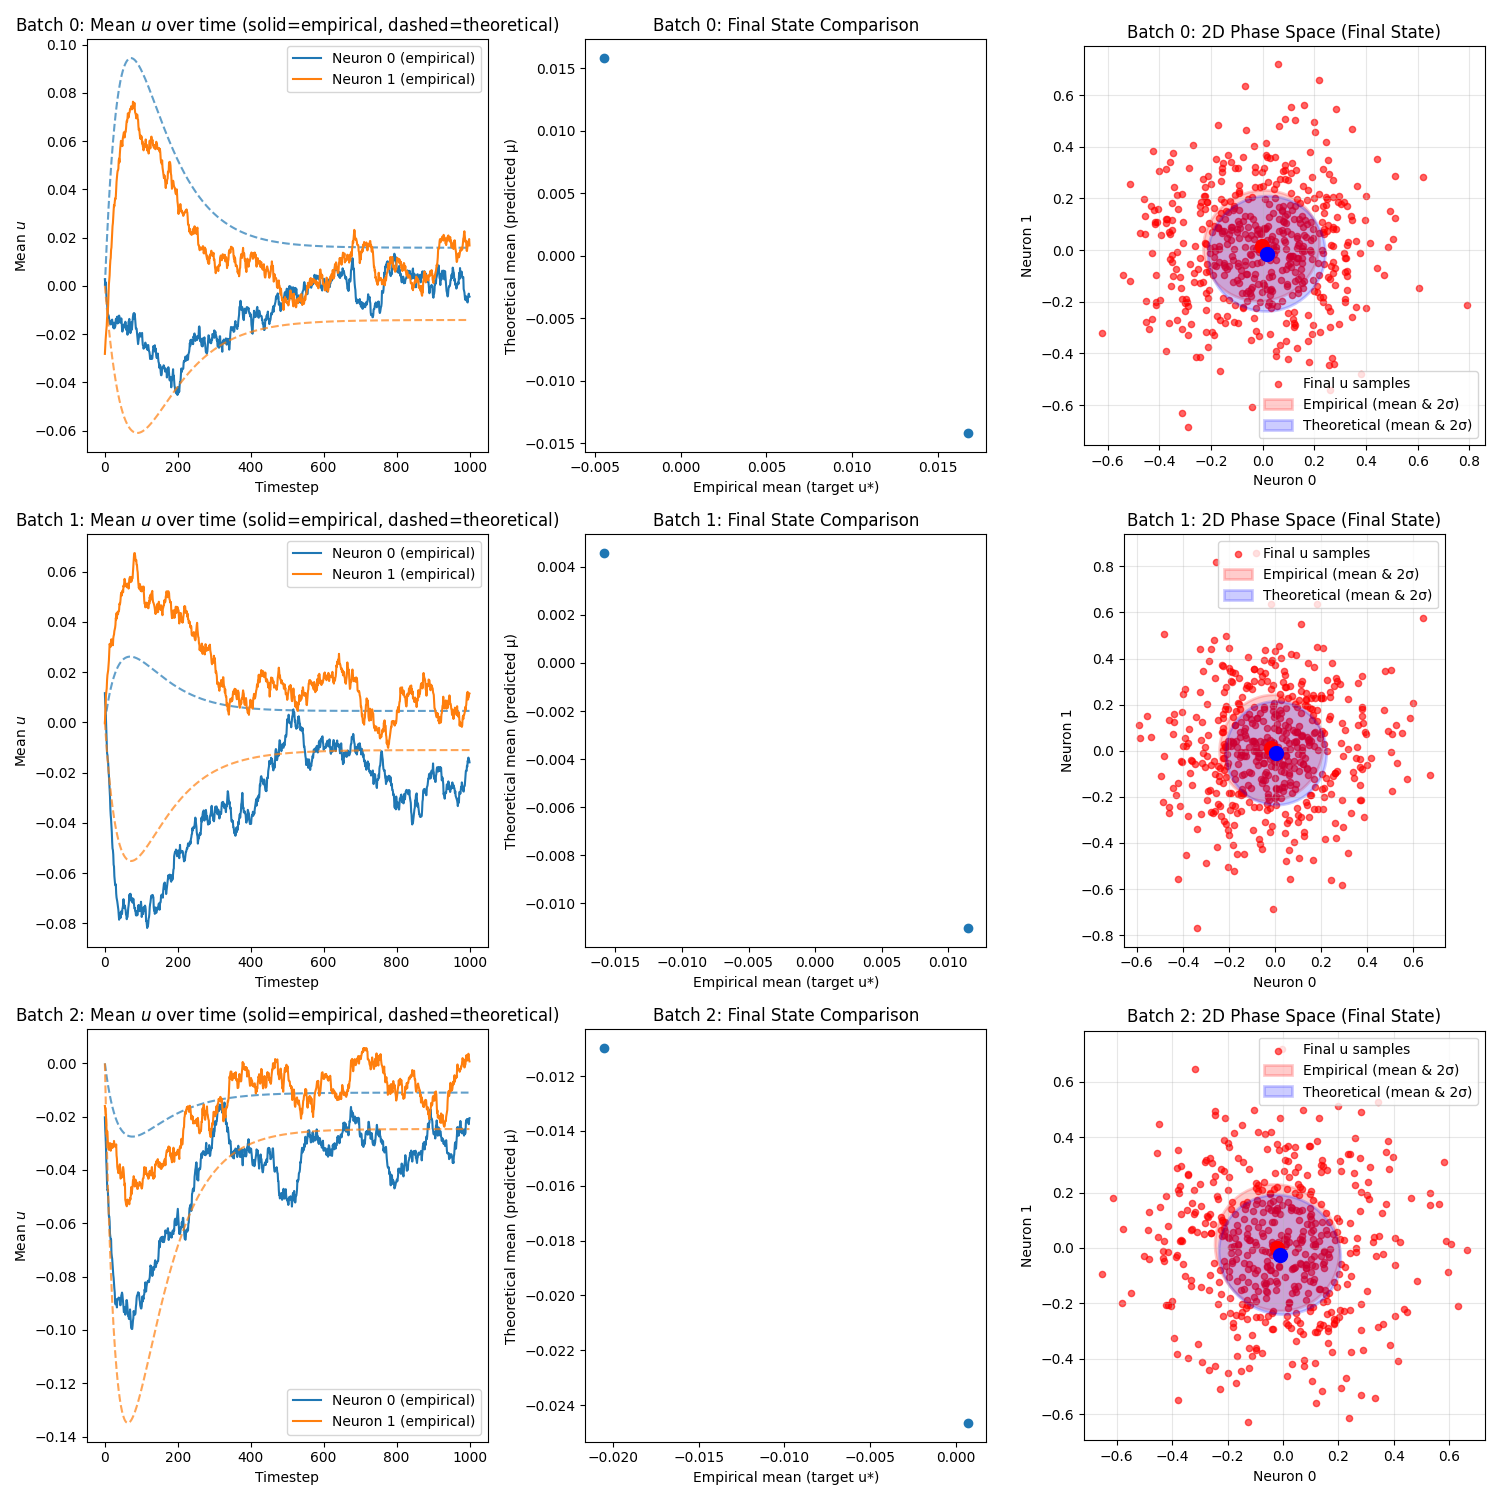 Batch 0: Mean u over time (solid=empirical, dashed=theoretical)
Batch 0: Final State Comparison
Batch 0: 2D Phase Space (Final State)
Mean u
0.10
0.08
0.06
0.04
0.02
0.00
−0.02
−0.04
−0.06
Neuron 0 (empirical)
Neuron 1 (empirical)
0 200 400 600 800 1000
Timestep
Theoretical mean (predicted μ)
0.015
0.010
0.005
0.000
−0.005
−0.010
−0.015
−0.005 0.000 0.005 0.010 0.015
Empirical mean (target u*)
Neuron 1
0.6
0.4
0.2
0.0
−0.2
−0.4
−0.6
Final u samples
Empirical (mean & 2σ)
Theoretical (mean & 2σ)
−0.6 −0.4 −0.2 0.0 0.2 0.4 0.6 0.8
Neuron 0
Batch 1: Mean u over time (solid=empirical, dashed=theoretical)
Batch 1: Final State Comparison
Batch 1: 2D Phase Space (Final State)
Mean u
0.06
0.04
0.02
0.00
−0.02
−0.04
−0.06
−0.08
Neuron 0 (empirical)
Neuron 1 (empirical)
0 200 400 600 800 1000
Timestep
Theoretical mean (predicted μ)
0.004
0.002
0.000
−0.002
−0.004
−0.006
−0.008
−0.010
−0.015 −0.010 −0.005 0.000 0.005 0.010
Empirical mean (target u*)
Neuron 1
0.8
0.6
0.4
0.2
0.0
−0.2
−0.4
−0.6
−0.8
Final u samples
Empirical (mean & 2σ)
Theoretical (mean & 2σ)
−0.6 −0.4 −0.2 0.0 0.2 0.4 0.6
Neuron 0
Batch 2: Mean u over time (solid=empirical, dashed=theoretical)
Batch 2: Final State Comparison
Batch 2: 2D Phase Space (Final State)
Mean u
0.00
−0.02
−0.04
−0.06
−0.08
−0.10
−0.12
−0.14
Neuron 0 (empirical)
Neuron 1 (empirical)
0 200 400 600 800 1000
Timestep
Theoretical mean (predicted μ)
−0.012
−0.014
−0.016
−0.018
−0.020
−0.022
−0.024
−0.020 −0.015 −0.010 −0.005 0.000
Empirical mean (target u*)
Neuron 1
0.6
0.4
0.2
0.0
−0.2
−0.4
−0.6
Final u samples
Empirical (mean & 2σ)
Theoretical (mean & 2σ)
−0.6 −0.4 −0.2 0.0 0.2 0.4 0.6
Neuron 0